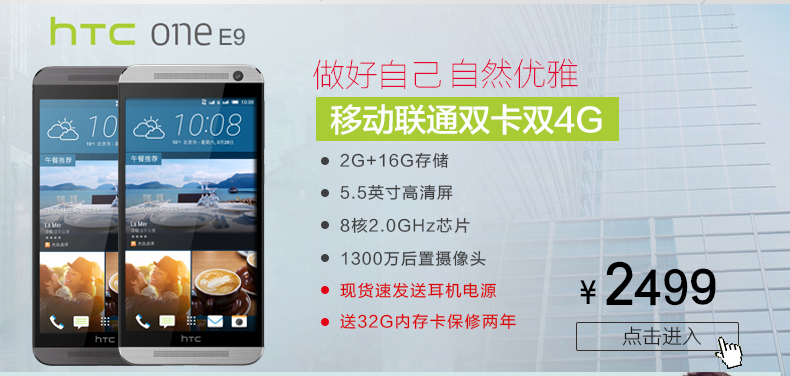 hTC one E9
做好自己 自然优雅
移动联通双卡双4G
2G+16G存储
5.5英寸高清屏
8核2.0GHz芯片
1300万后置摄像头
现货速发送耳机电源
送32G内存卡保修两年
¥ 2499
点击进入
10:08
10
10:08
午餐推荐
午餐推荐
La Mer
La Mer
大众点评
hTC
hTC